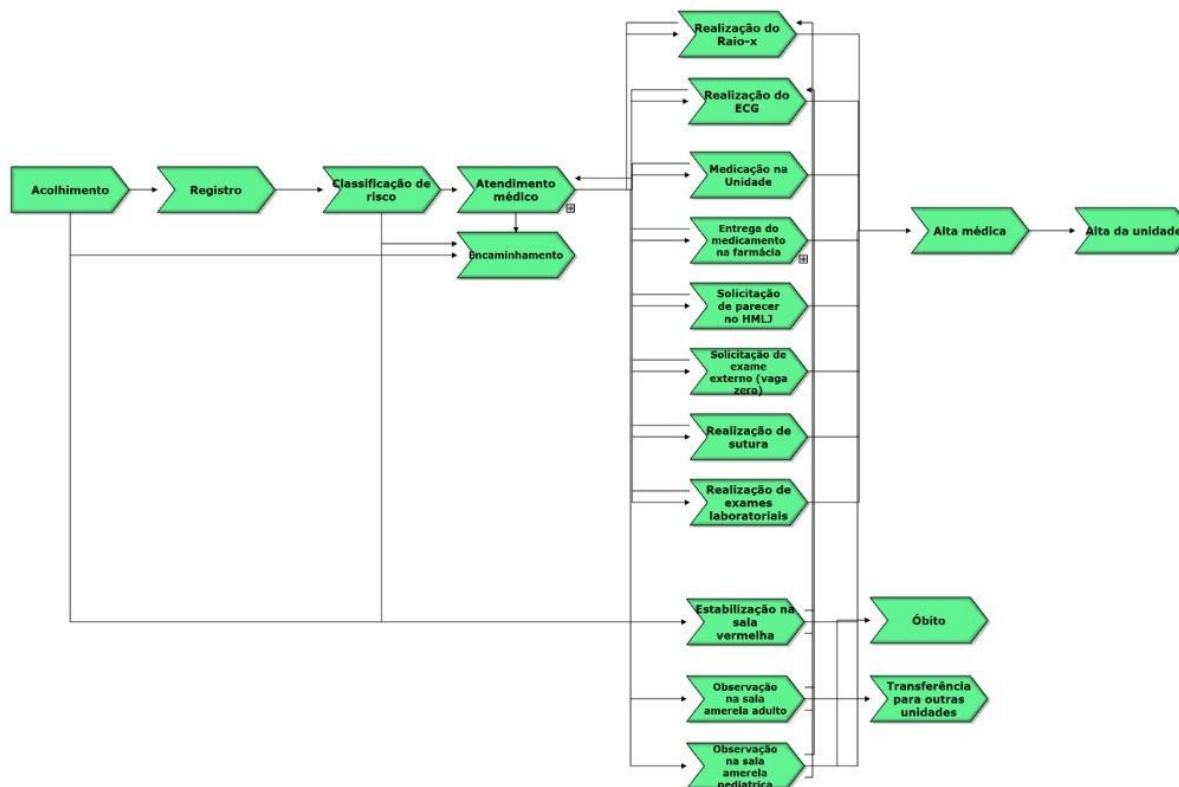 Realização do
Raio-x
Realização do
ECG
Acolhimento
Registro
Classificação de
risco
Atendimento
médico
Encaminhamento
Medicação na
Unidade
Entrega do
medicamento
na farmácia
Solicitação
de parecer
no HMLJ
Solicitação de
exame
externo (vaga
zero)
Realização de
sutura
Realização de
exames
laboratoriais
Alta médica
Alta da unidade
Estabilização na
sala
vermelha
Observação
na sala
amerela adulto
Observação
na sala
amerela
pediatrica
Óbito
Transferência
para outras
unidades